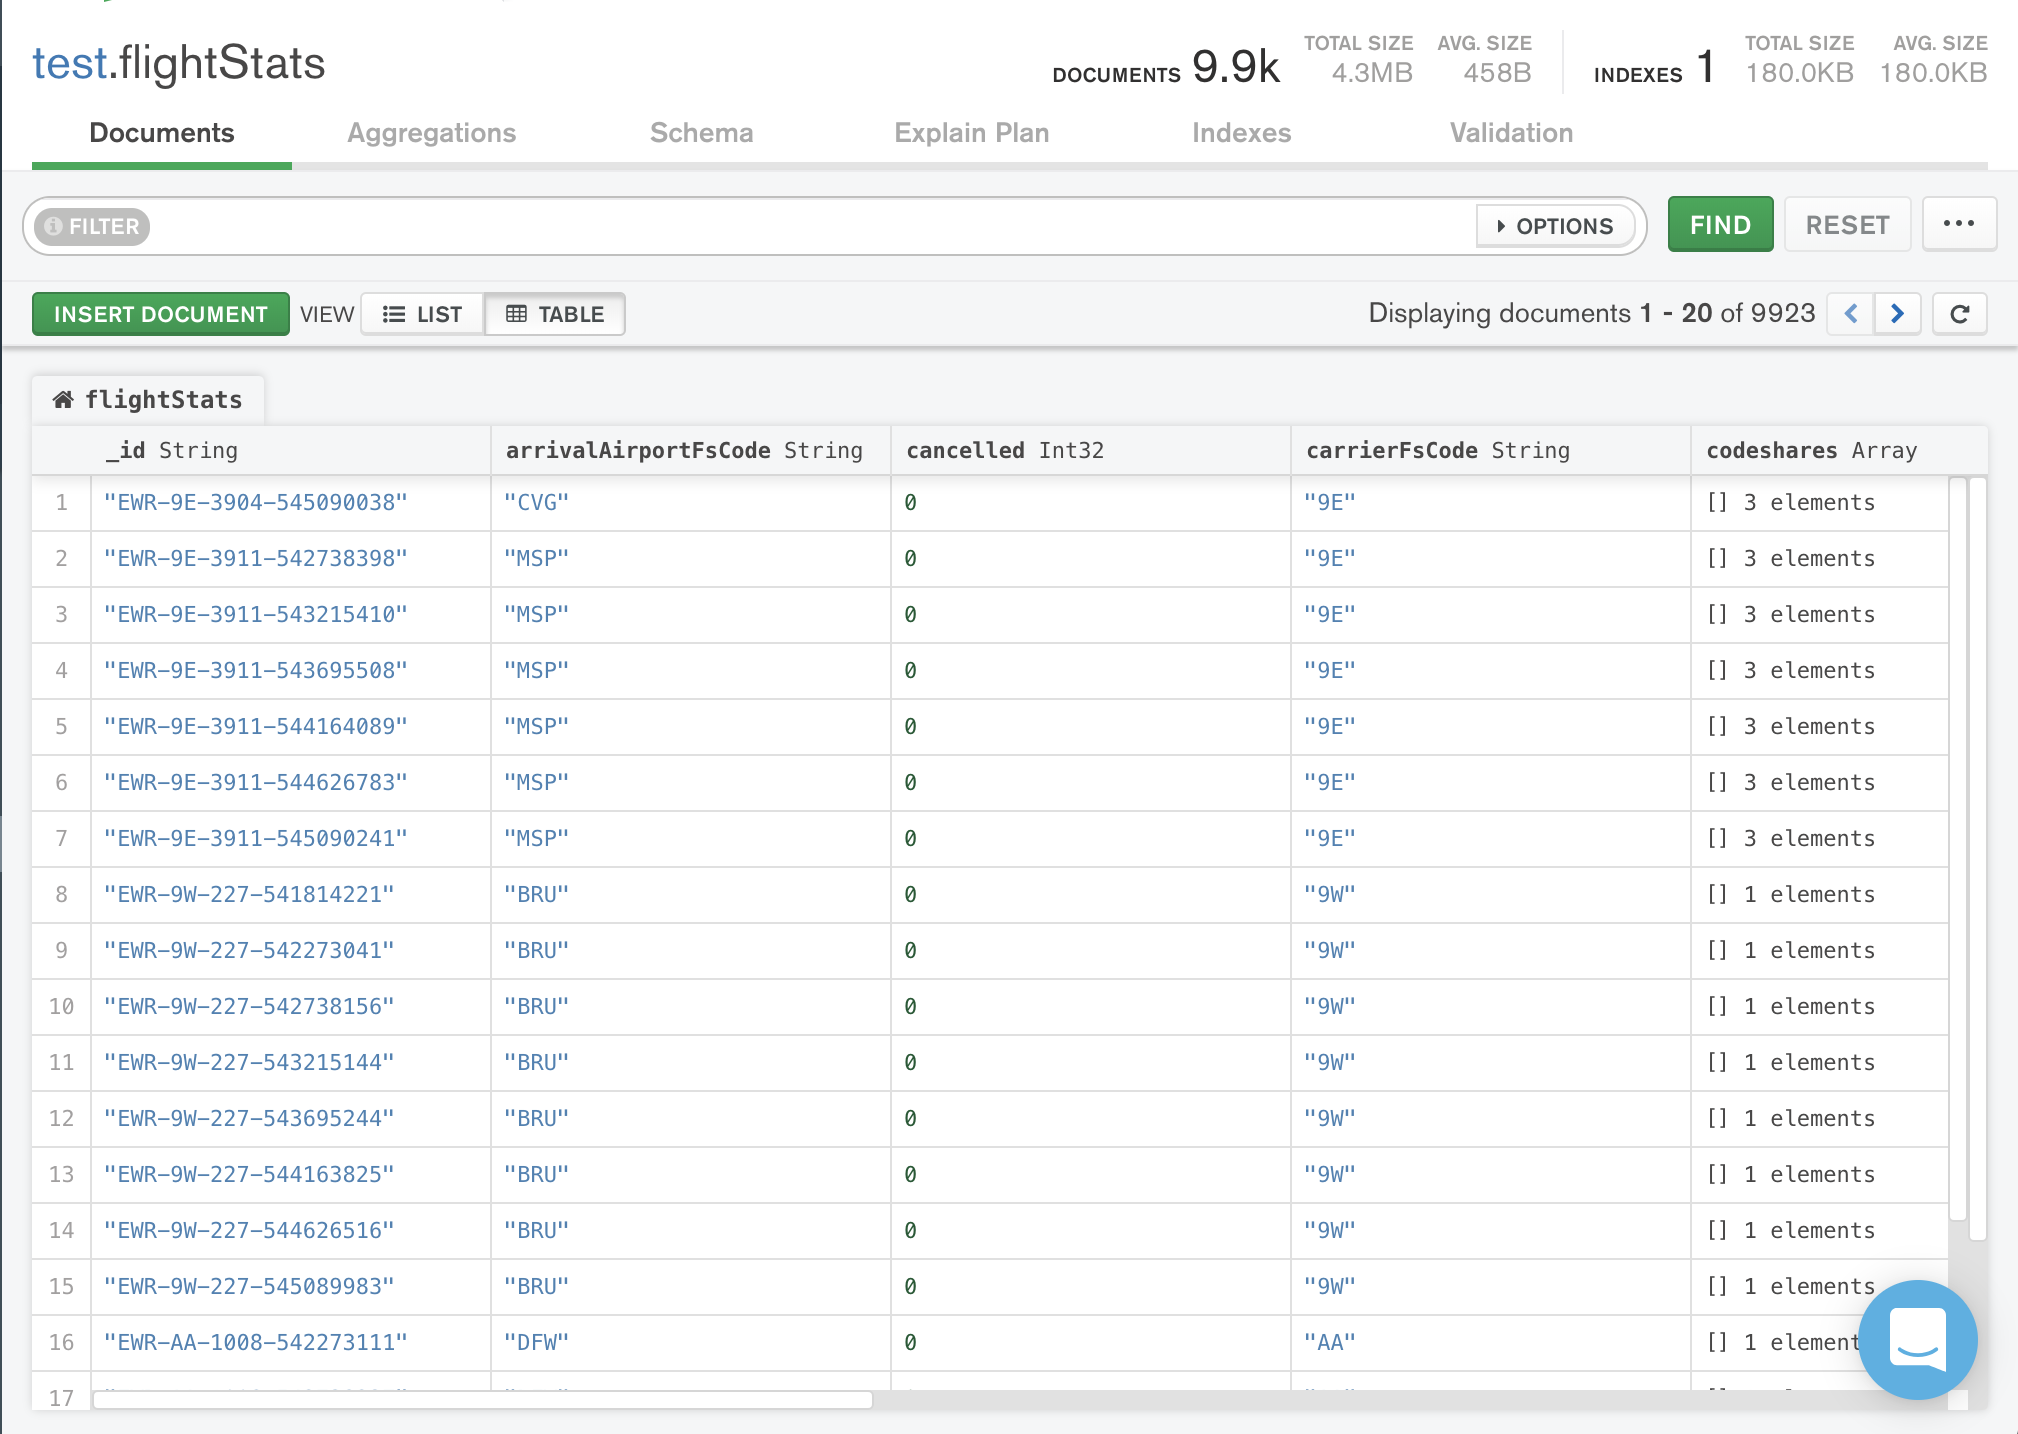 test.flightStats
DOCUMENTS 9.9k TOTAL SIZE 4.3MB AVG. SIZE 458B INDEXES 1 TOTAL SIZE 180.0KB AVG. SIZE 180.0KB
Documents Aggregations Schema Explain Plan Indexes Validation
FILTER OPTIONS FIND RESET ...
INSERT DOCUMENT VIEW LIST TABLE Displaying documents 1 - 20 of 9923
flightStats
_id String arrivalAirportFsCode String cancelled Int32 carrierFsCode String codeshares Array
1 "EWR-9E-3904-545090038" "CVG" 0 "9E" [] 3 elements
2 "EWR-9E-3911-542738398" "MSP" 0 "9E" [] 3 elements
3 "EWR-9E-3911-543215410" "MSP" 0 "9E" [] 3 elements
4 "EWR-9E-3911-543695508" "MSP" 0 "9E" [] 3 elements
5 "EWR-9E-3911-544164089" "MSP" 0 "9E" [] 3 elements
6 "EWR-9E-3911-544626783" "MSP" 0 "9E" [] 3 elements
7 "EWR-9E-3911-545090241" "MSP" 0 "9E" [] 3 elements
8 "EWR-9W-227-541814221" "BRU" 0 "9W" [] 1 elements
9 "EWR-9W-227-542273041" "BRU" 0 "9W" [] 1 elements
10 "EWR-9W-227-542738156" "BRU" 0 "9W" [] 1 elements
11 "EWR-9W-227-543215144" "BRU" 0 "9W" [] 1 elements
12 "EWR-9W-227-543695244" "BRU" 0 "9W" [] 1 elements
13 "EWR-9W-227-544163825" "BRU" 0 "9W" [] 1 elements
14 "EWR-9W-227-544626516" "BRU" 0 "9W" [] 1 elements
15 "EWR-9W-227-545089983" "BRU" 0 "9W" [] 1 elements
16 "EWR-AA-1008-542273111" "DFW" 0 "AA" [] 1 element
17